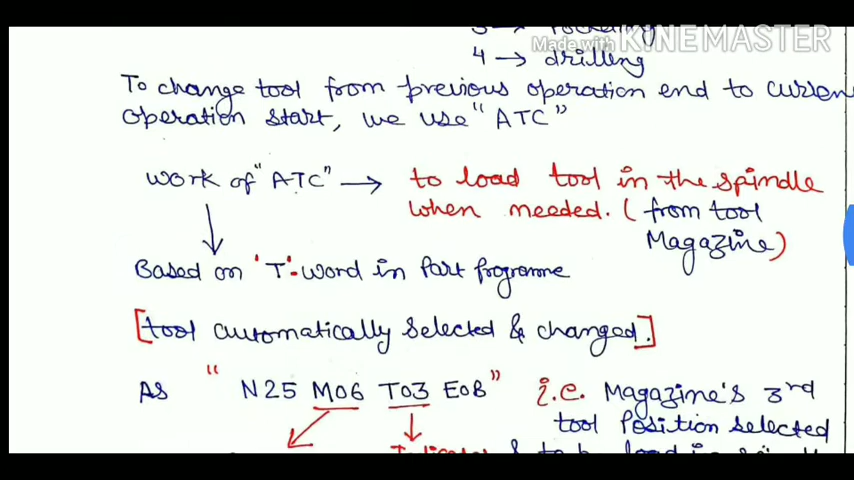 4 → drilling
Made with KINEMASTER
To change tool from previous operation end to curren
operation start, we use "ATC"
work of "ATC" → to load tool in the spindle
when needed. (from tool
Magazine)
Based on 'T'-word in Part programme
[tool automatically selected & changed.]
As " N25 M06 T03 EOB" i.e. Magazine's 3rd
tool Position selected